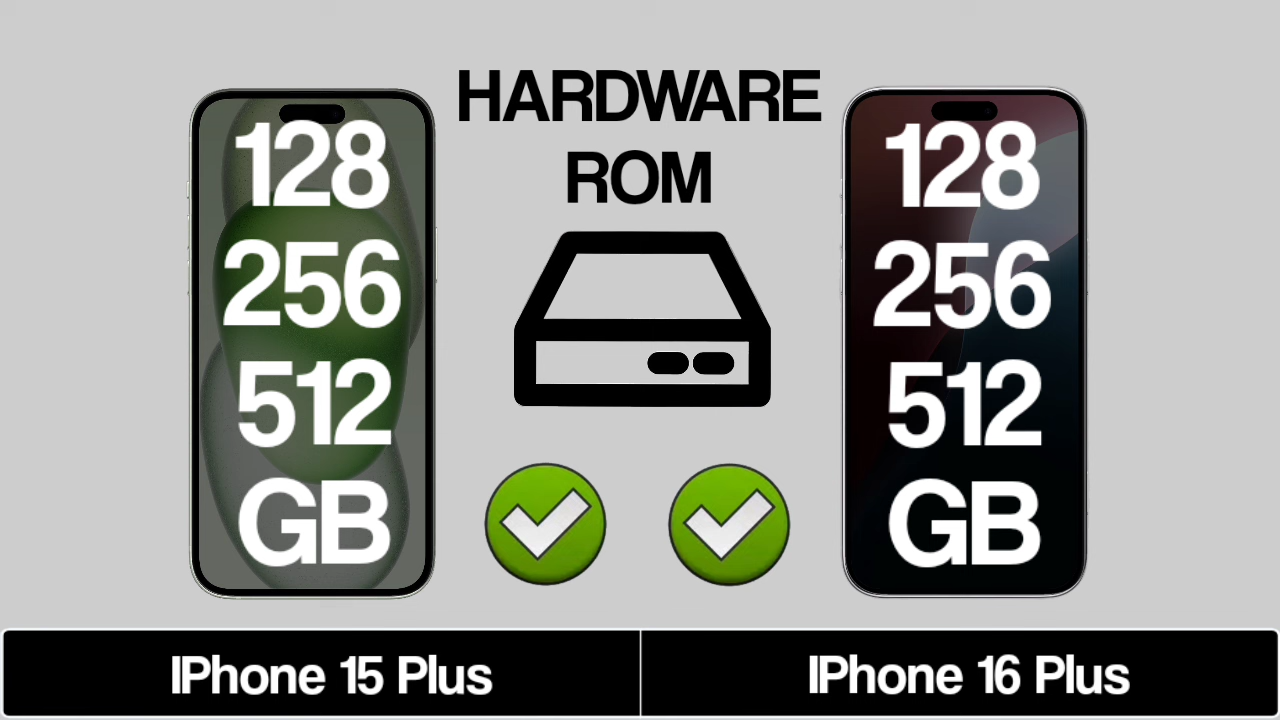 HARDWARE
ROM
128
256
512
GB
128
256
512
GB
IPhone 15 Plus
IPhone 16 Plus